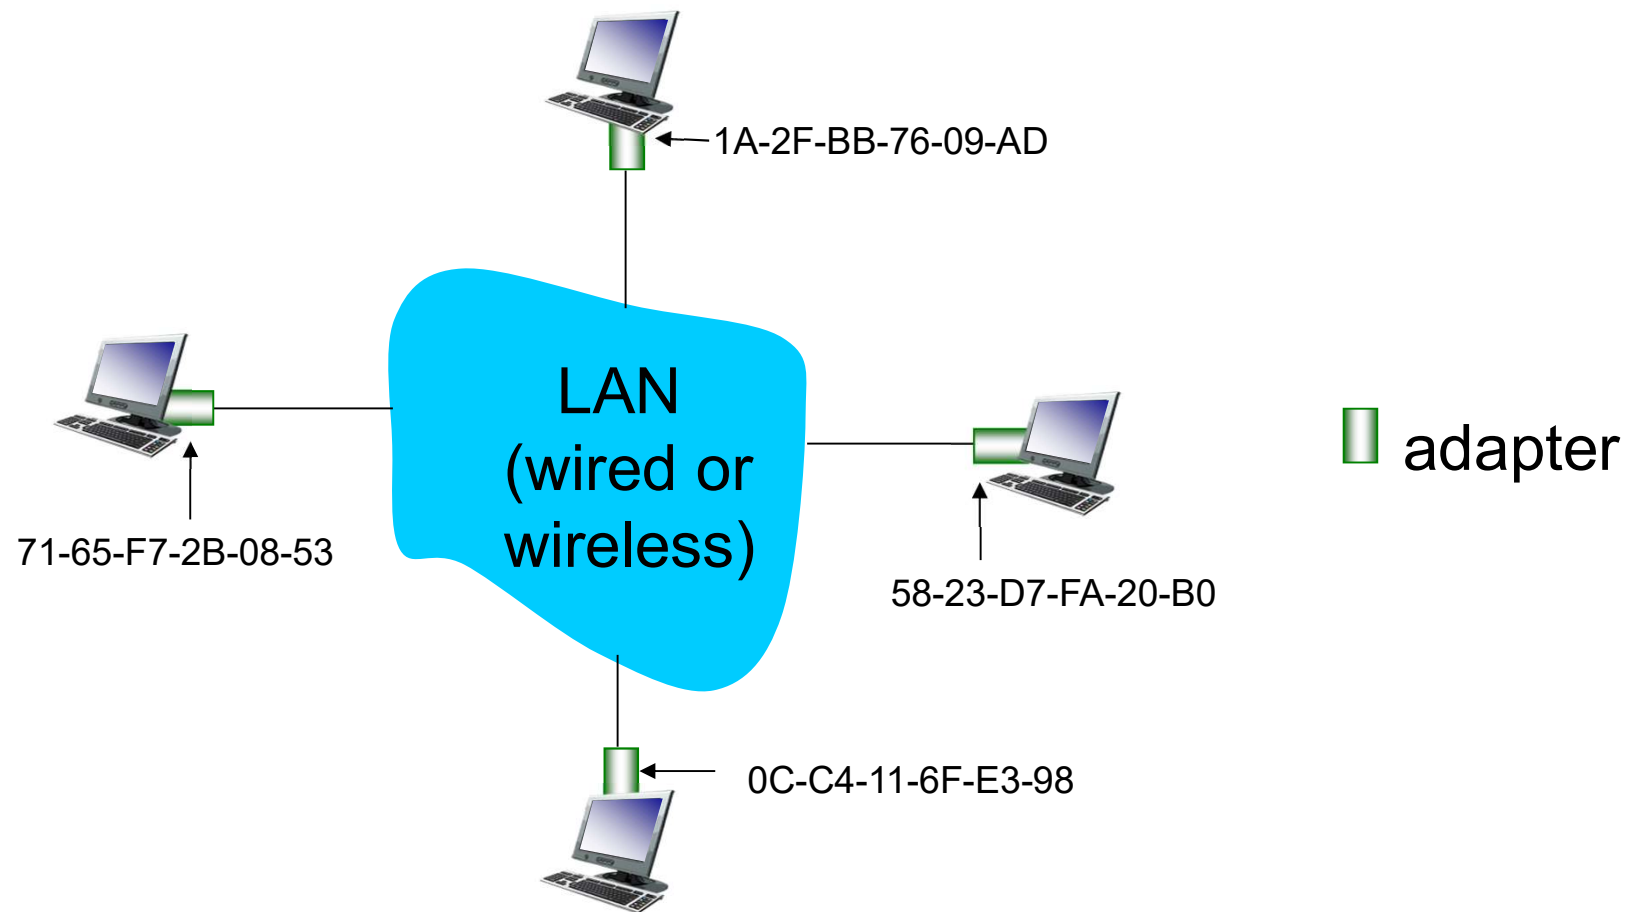 1A-2F-BB-76-09-AD
LAN
(wired or
wireless)
adapter
71-65-F7-2B-08-53
58-23-D7-FA-20-B0
0C-C4-11-6F-E3-98